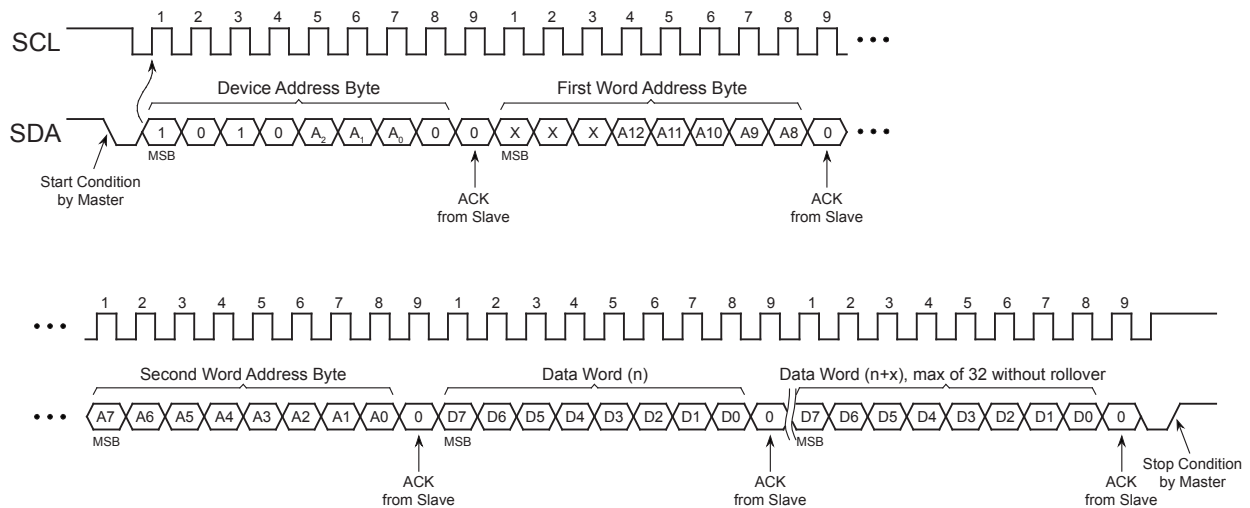 1 2 3 4 5 6 7 8 9 1 2 3 4 5 6 7 8 9
SCL
Device Address Byte First Word Address Byte
SDA 1 0 1 0 A2 A1 A0 0 0 X X X A12 A11 A10 A9 A8 0
MSB MSB
Start Condition
by Master
ACK
from Slave
ACK
from Slave
1 2 3 4 5 6 7 8 9 1 2 3 4 5 6 7 8 9 1 2 3 4 5 6 7 8 9
Second Word Address Byte Data Word (n) Data Word (n+x), max of 32 without rollover
A7 A6 A5 A4 A3 A2 A1 A0 0 D7 D6 D5 D4 D3 D2 D1 D0 0 D7 D6 D5 D4 D3 D2 D1 D0 0
MSB MSB MSB
ACK
from Slave
ACK
from Slave
ACK
from Slave
Stop Condition
by Master